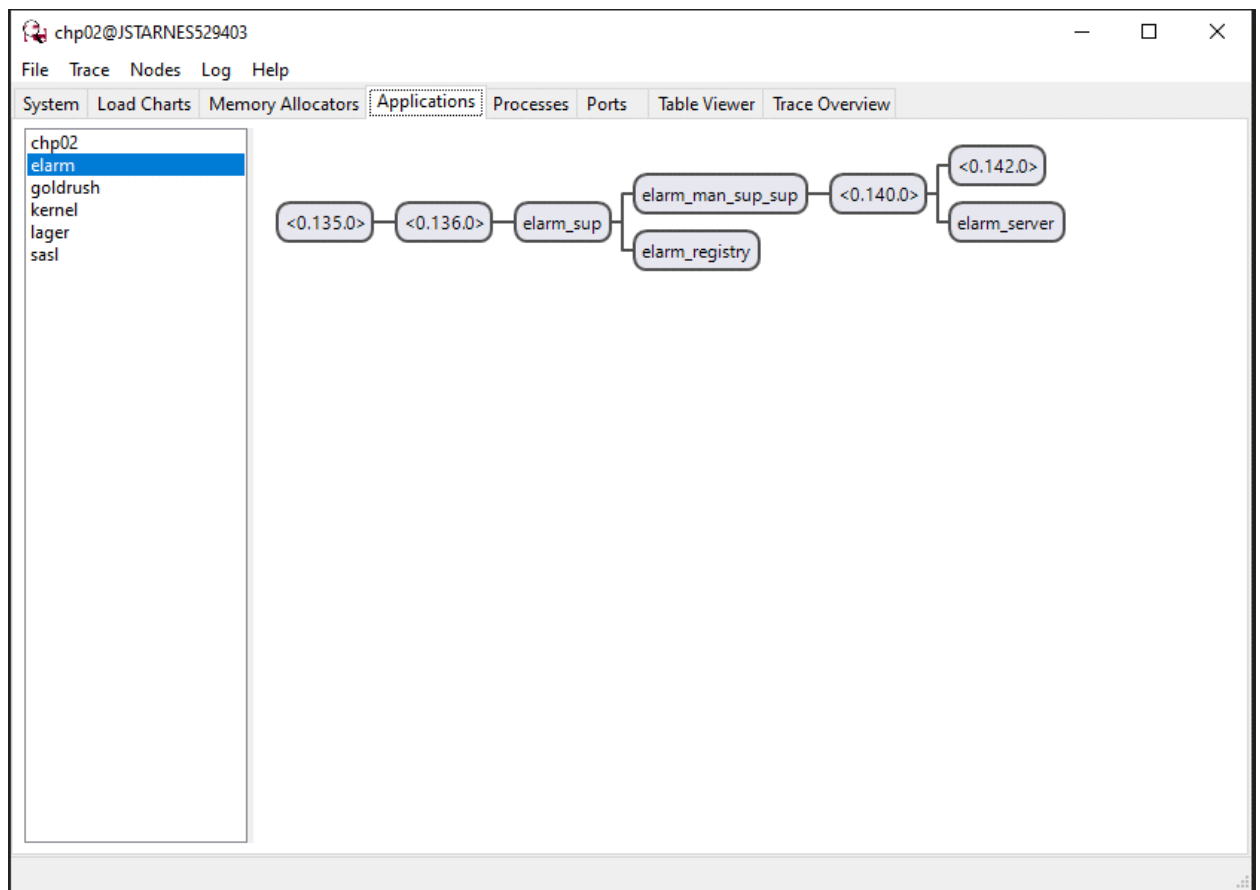 chp02@JSTARNES529403
File Trace Nodes Log Help
System Load Charts Memory Allocators Applications Processes Ports Table Viewer Trace Overview
chp02
elarm
goldrush
kernel
lager
sasl
<0.135.0> <0.136.0> elarm_sup
elarm_man_sup_sup <0.140.0>
elarm_registry
<0.142.0>
elarm_server